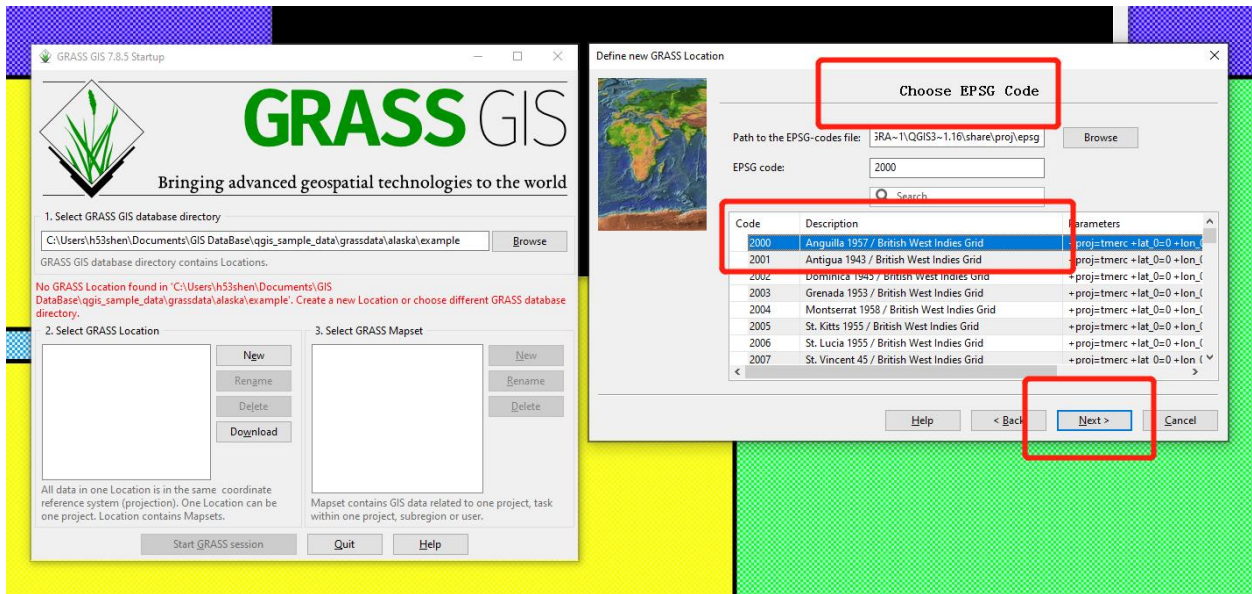 GRASS GIS 7.8.5 Startup
GRASS GIS
Bringing advanced geospatial technologies to the world
1. Select GRASS GIS database directory
C:\Users\h53shen\Documents\GIS DataBase\qgis_sample_data\grassdata\alaska\example
Browse
GRASS GIS database directory contains Locations.
No GRASS Location found in 'C:\Users\h53shen\Documents\GIS
DataBase\qgis_sample_data\grassdata\alaska\example'. Create a new Location or choose different GRASS database
directory.
2. Select GRASS Location
New
Rename
Delete
Download
All data in one Location is in the same coordinate
reference system (projection). One Location can be
one project. Location contains Mapsets.
3. Select GRASS Mapset
New
Rename
Delete
Mapset contains GIS data related to one project, task
within one project, subregion or user.
Start GRASS session
Quit
Help
Define new GRASS Location
Choose EPSG Code
Path to the EPSG-codes file: GRA~1\QGIS3~1.16\share\proj\epsg Browse
EPSG code: 2000
Search
Code Description Parameters
2000 Anguilla 1957 / British West Indies Grid +proj=tmerc +lat_0=0 +lon_(
2001 Antigua 1943 / British West Indies Grid +proj=tmerc +lat_0=0 +lon_(
2002 Dominica 1945 / British West Indies Grid +proj=tmerc +lat_0=0 +lon_(
2003 Grenada 1953 / British West Indies Grid +proj=tmerc +lat_0=0 +lon_(
2004 Montserrat 1958 / British West Indies Grid +proj=tmerc +lat_0=0 +lon_(
2005 St. Kitts 1955 / British West Indies Grid +proj=tmerc +lat_0=0 +lon_(
2006 St. Lucia 1955 / British West Indies Grid +proj=tmerc +lat_0=0 +lon_(
2007 St. Vincent 45 / British West Indies Grid +proj=tmerc +lat_0=0 +lon_(
Help
< Back
Next >
Cancel